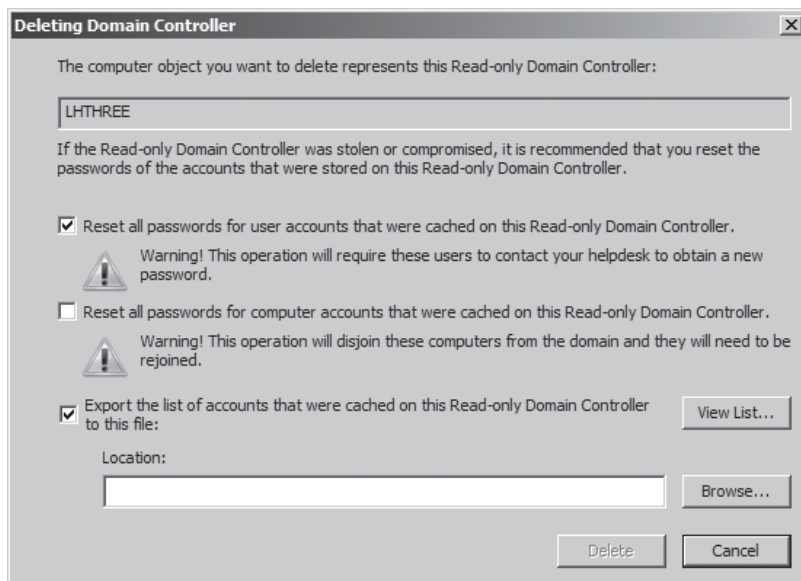 Deleting Domain Controller
The computer object you want to delete represents this Read-only Domain Controller:
LHTHREE
If the Read-only Domain Controller was stolen or compromised, it is recommended that you reset the
passwords of the accounts that were stored on this Read-only Domain Controller.
Reset all passwords for user accounts that were cached on this Read-only Domain Controller.
Warning! This operation will require these users to contact your helpdesk to obtain a new
password.
Reset all passwords for computer accounts that were cached on this Read-only Domain Controller.
Warning! This operation will disjoin these computers from the domain and they will need to be
rejoined.
Export the list of accounts that were cached on this Read-only Domain Controller
to this file:
View List...
Location:
Browse...
Delete
Cancel